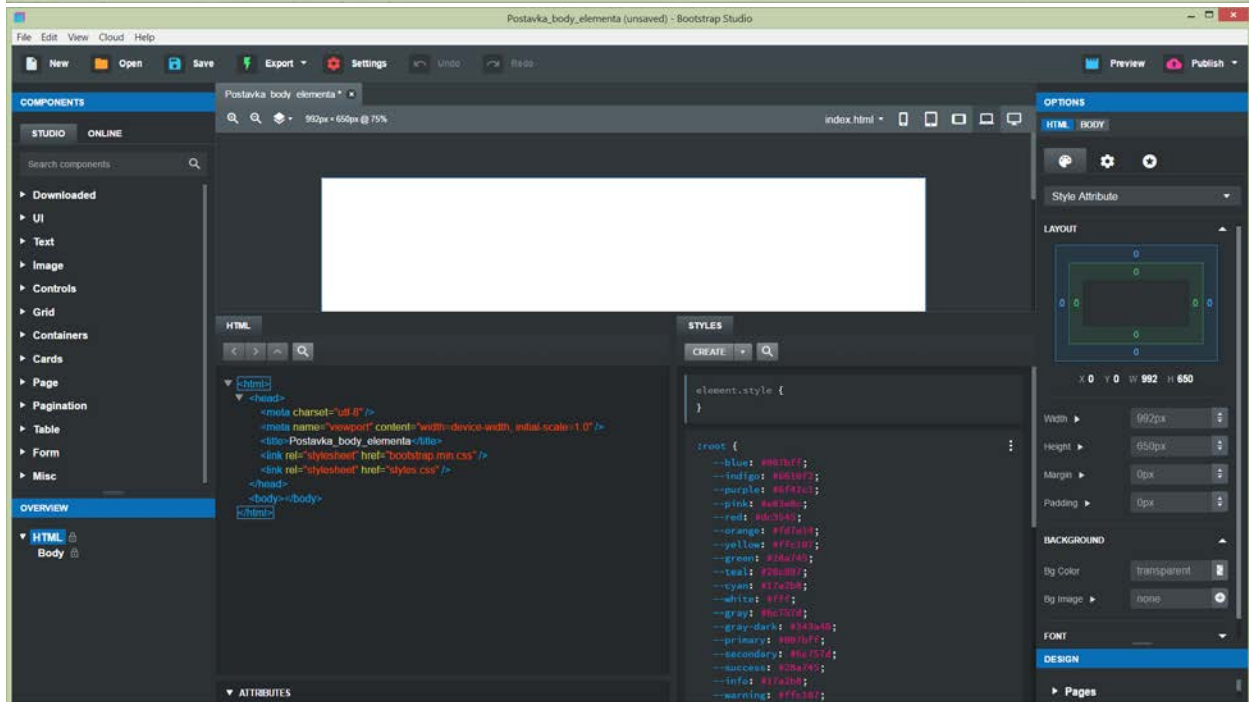 Postavka_body_elementa (unsaved) - Bootstrap Studio
File Edit View Cloud Help
New Open Save Export Settings Undo Redo Preview Publish
COMPONENTS
STUDIO ONLINE
Search components
Downloaded
UI
Text
Image
Controls
Grid
Containers
Cards
Page
Pagination
Table
Form
Misc
OVERVIEW
HTML
Body
Postavka_body_elementa *
992px × 650px @ 75%
index.html
HTML
<html>
<head>
<meta charset="utf-8" />
<meta name="viewport" content="width=device-width, initial-scale=1.0" />
<title>Postavka_body_elementa</title>
<link rel="stylesheet" href="bootstrap.min.css" />
<link rel="stylesheet" href="styles.css" />
</head>
<body></body>
</html>
ATTRIBUTES
STYLES
CREATE
element.style {
}
:root {
--blue: #007bff;
--indigo: #6610f2;
--purple: #6f42c1;
--pink: #e83e8c;
--red: #dc3545;
--orange: #fd7e14;
--yellow: #ffc107;
--green: #28a745;
--teal: #20c997;
--cyan: #17a2b8;
--white: #fff;
--gray: #6c757d;
--gray-dark: #343a40;
--primary: #007bff;
--secondary: #6c757d;
--success: #28a745;
--info: #17a2b8;
--warning: #ffc107;
OPTIONS
HTML BODY
Style Attribute
LAYOUT
0
0
0 0 0 0
0
0
X 0 Y 0 W 992 H 650
Width 992px
Height 650px
Margin 0px
Padding 0px
BACKGROUND
Bg Color transparent
Bg Image none
FONT
DESIGN
Pages